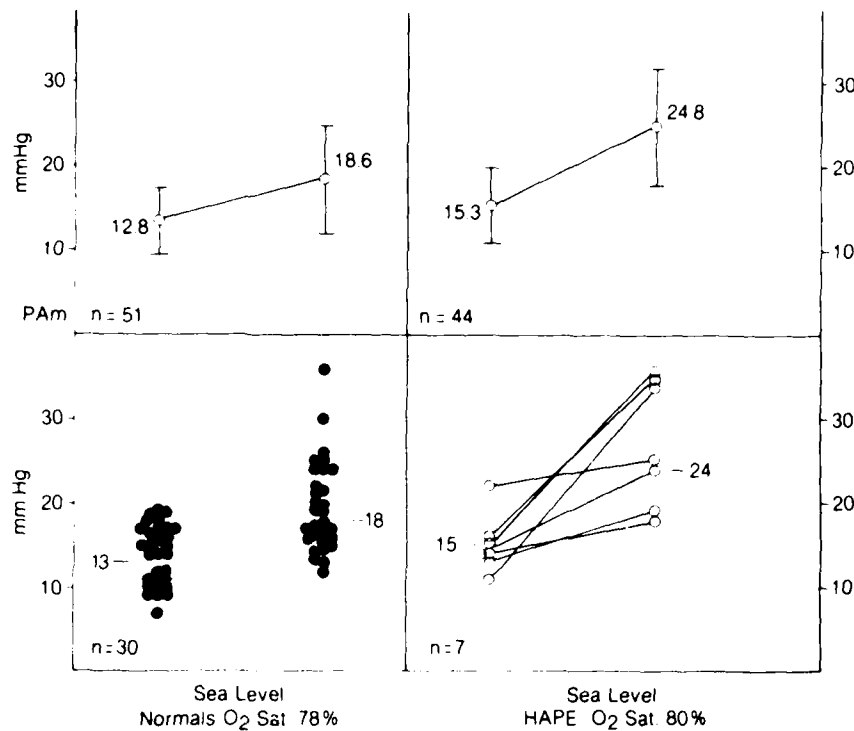 30
20
10
mmHg
12.8
18.6
PAm
n = 51
15.3
24.8
n = 44
30
20
10
30
20
10
mm Hg
13
18
n = 30
15
24
n = 7
30
20
10
Sea Level
Normals O2 Sat. 78%
Sea Level
HAPE O2 Sat. 80%